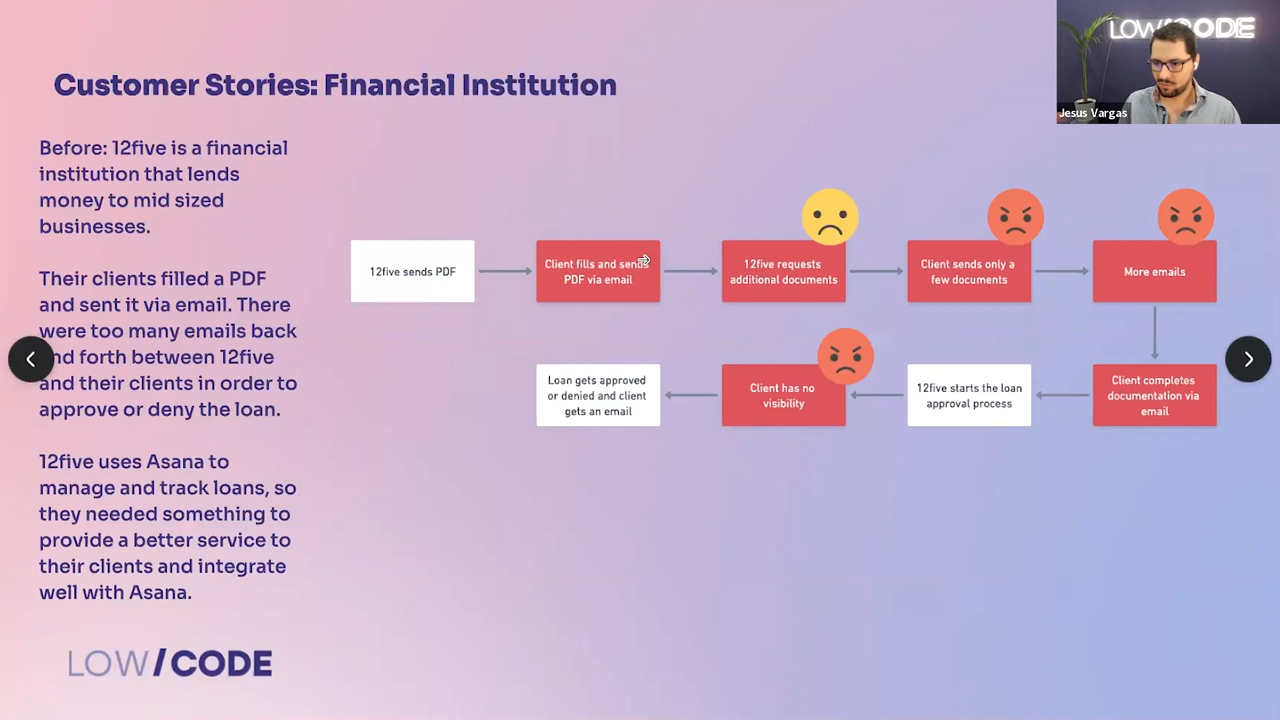 LOW/CODE
Jesus Vargas
Customer Stories: Financial Institution
Before: 12five is a financial
institution that lends
money to mid sized
businesses.
Their clients filled a PDF
and sent it via email. There
were too many emails back
and forth between 12five
and their clients in order to
approve or deny the loan.
12five uses Asana to
manage and track loans, so
they needed something to
provide a better service to
their clients and integrate
well with Asana.
12five sends PDF
Client fills and sends
PDF via email
12five requests
additional documents
Client sends only a
few documents
More emails
Client completes
documentation via
email
12five starts the loan
approval process
Client has no
visibility
Loan gets approved
or denied and client
gets an email
LOW/CODE